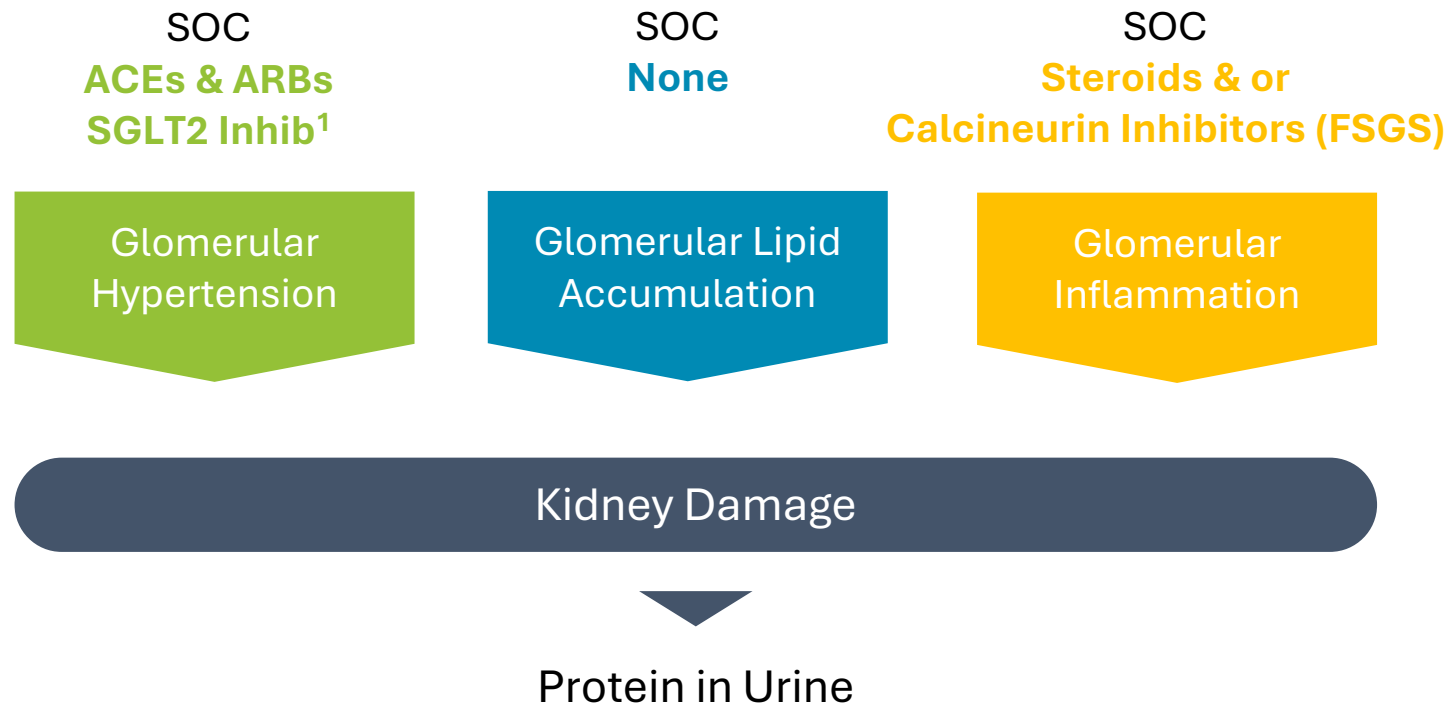 SOC
ACEs & ARBs
SGLT2 Inhib¹
SOC
None
SOC
Steroids & or
Calcineurin Inhibitors (FSGS)
Glomerular
Hypertension
Glomerular Lipid
Accumulation
Glomerular
Inflammation
Kidney Damage
Protein in Urine